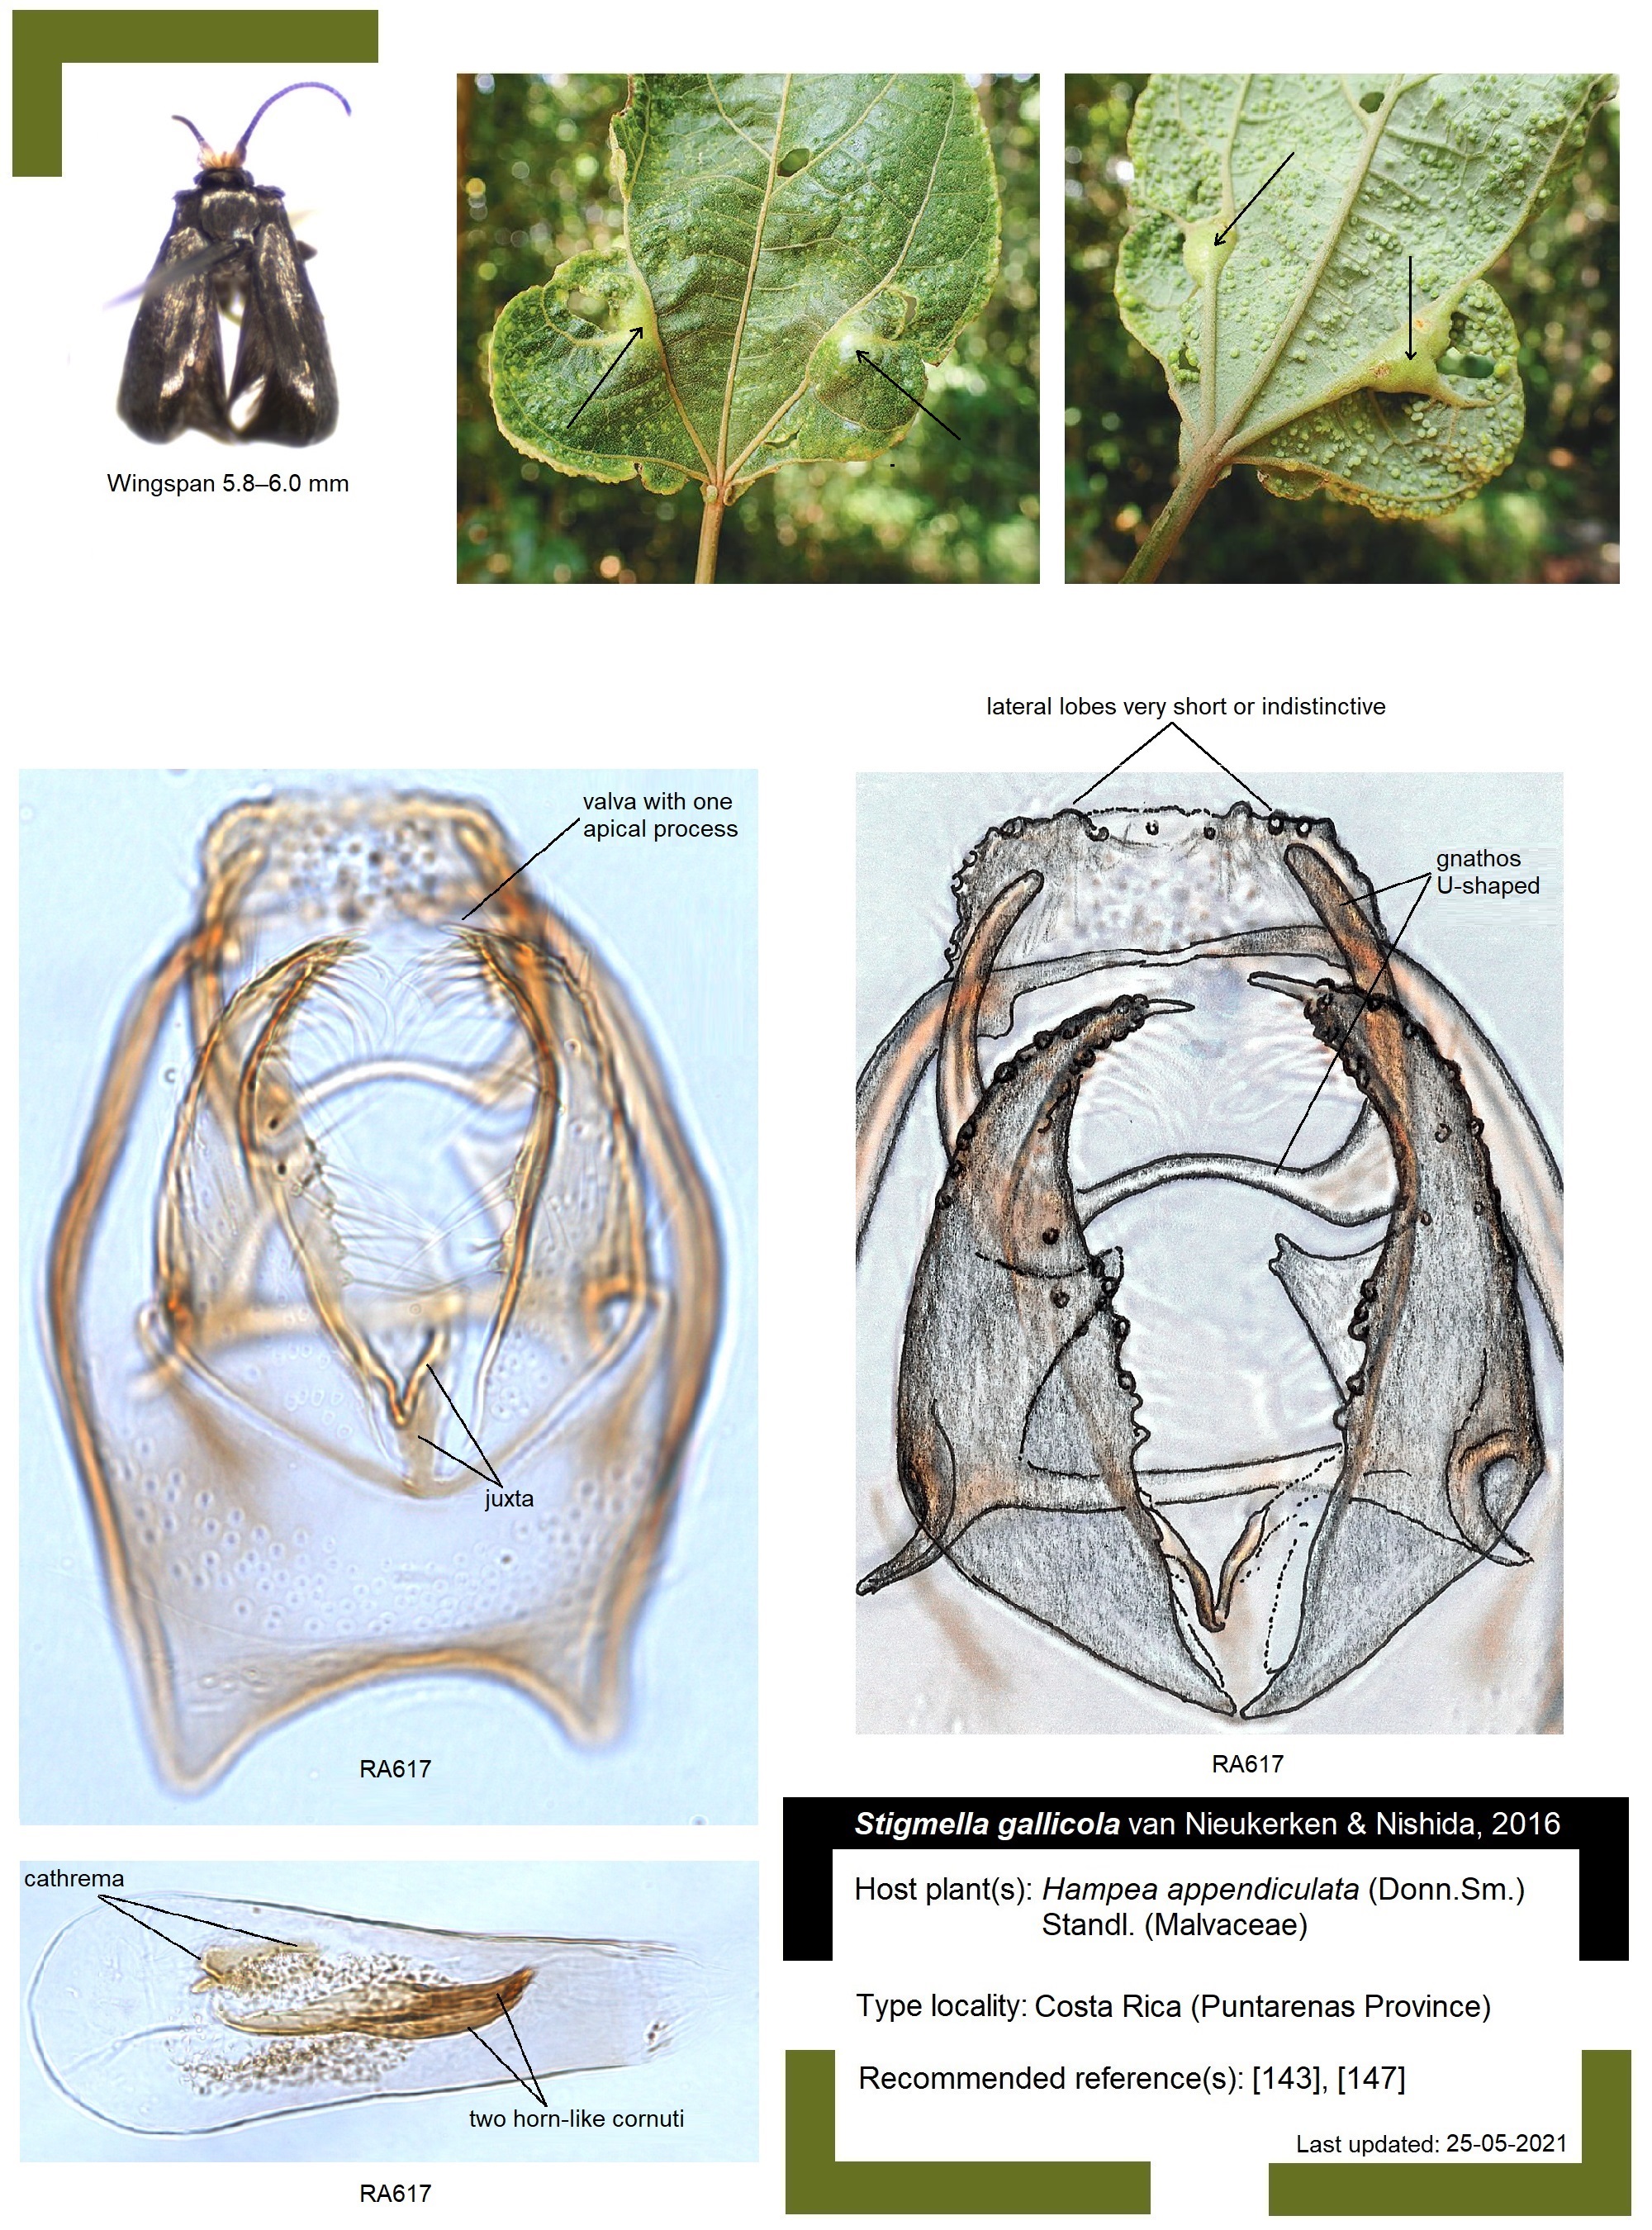 Wingspan 5.8–6.0 mm
lateral lobes very short or indistinctive
valva with one
apical process
gnathos
U-shaped
juxta
RA617
RA617
Stigmella gallicola van Nieukerken & Nishida, 2016
Host plant(s): Hampea appendiculata (Donn.Sm.)
Standl. (Malvaceae)
Type locality: Costa Rica (Puntarenas Province)
Recommended reference(s): [143], [147]
Last updated: 25-05-2021
cathrema
two horn-like cornuti
RA617